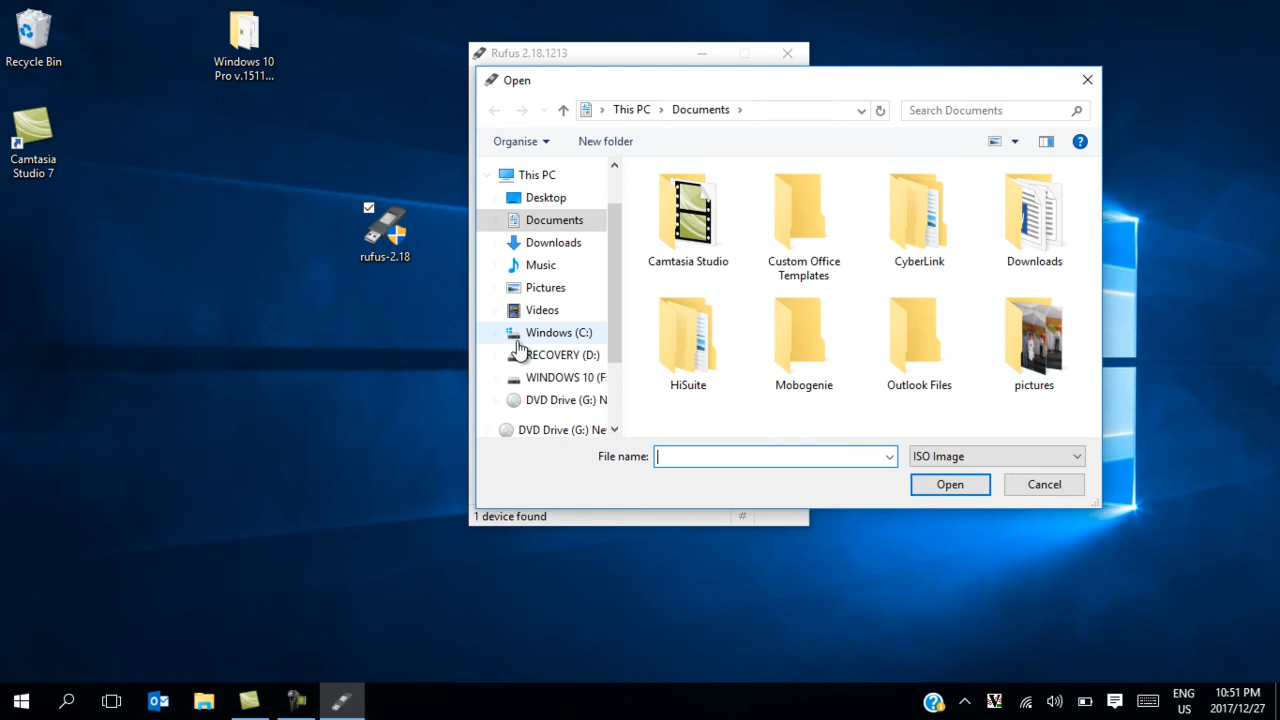 Recycle Bin
Windows 10
Pro v.1511...
Camtasia
Studio 7
rufus-2.18
Rufus 2.18.1213
Open
This PC
Documents
Search Documents
Organise
New folder
This PC
Desktop
Documents
Downloads
Music
Pictures
Videos
Windows (C:)
RECOVERY (D:)
WINDOWS 10 (F:
DVD Drive (G:) N
DVD Drive (G:) Ne
Camtasia Studio
Custom Office
Templates
CyberLink
Downloads
HiSuite
Mobogenie
Outlook Files
pictures
File name:
ISO Image
Open
Cancel
1 device found
#
ENG
US
10:51 PM
2017/12/27